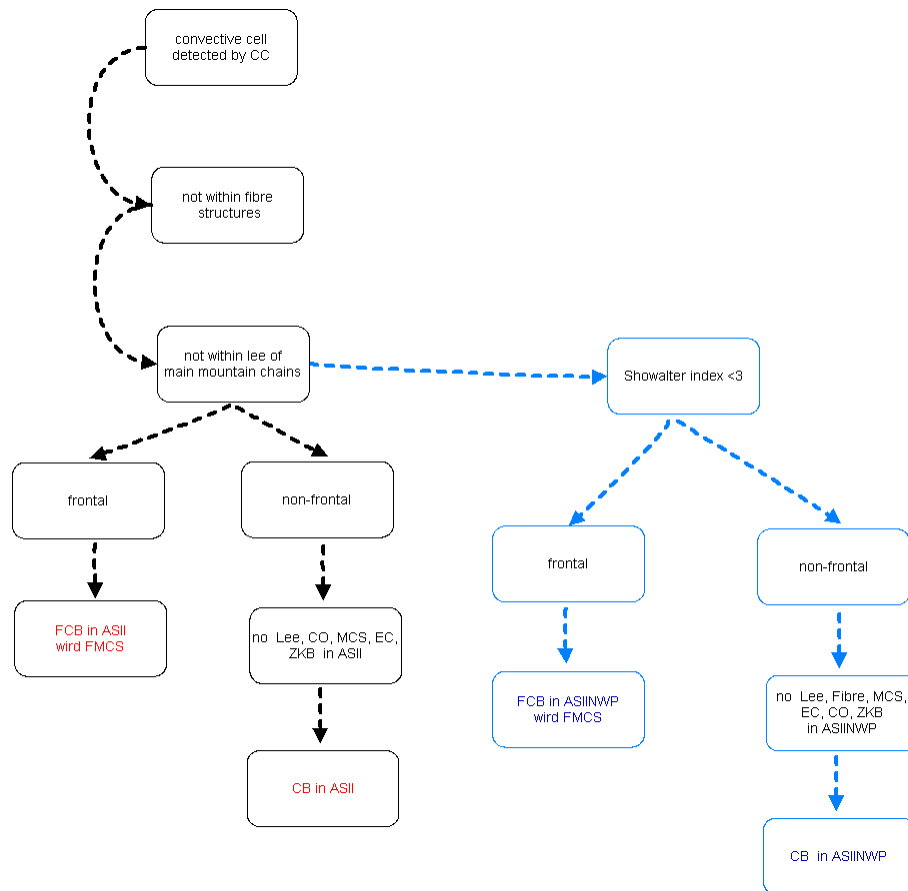 convective cell
detected by CC
not within fibre
structures
not within lee of
main mountain chains
Showalter index <3
frontal
non-frontal
frontal
non-frontal
FCB in ASII
wird FMCS
no Lee, CO, MCS, EC,
ZKB in ASII
FCB in ASIINWP
wird FMCS
no Lee, Fibre, MCS,
EC, CO, ZKB
in ASIINWP
CB in ASII
CB in ASIINWP